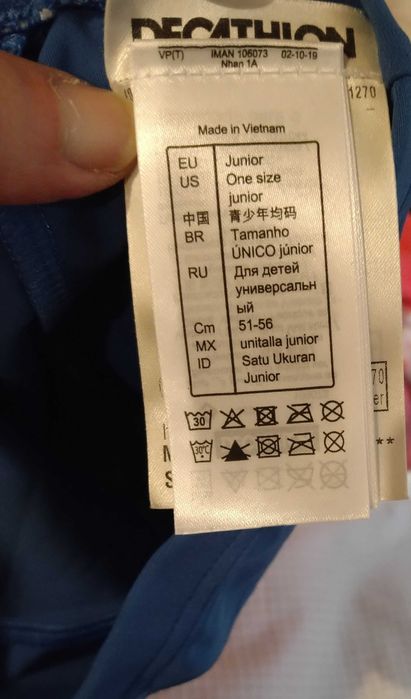 DECATHLON
VP(T) IMAN 106073 02-10-19
Nhan 1A
1270
Made in Vietnam
EU Junior
US One size
junior
中国 青少年均码
BR Tamanho
ÚNICO júnior
RU Для детей
универсальн
ый
Cm 51-56
MX unitalla junior
ID Satu Ukuran
Junior
30
30°C
**